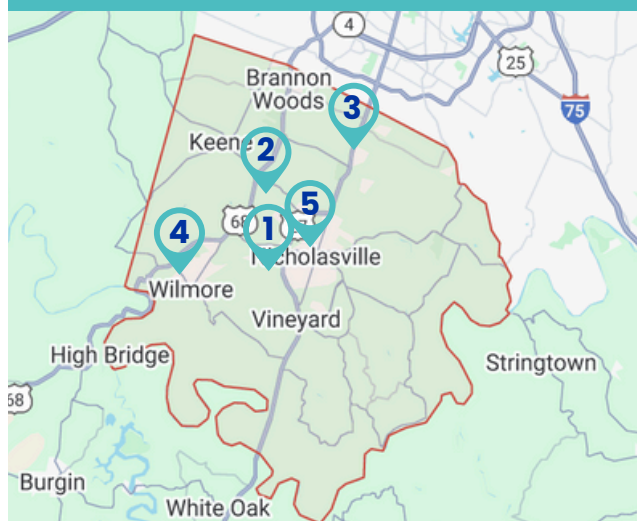 4
25
Brannon
Woods
3
75
Keene
2
5
68
1
4
Nicholasville
Wilmore
Vineyard
High Bridge
Stringtown
68
Burgin
White Oak